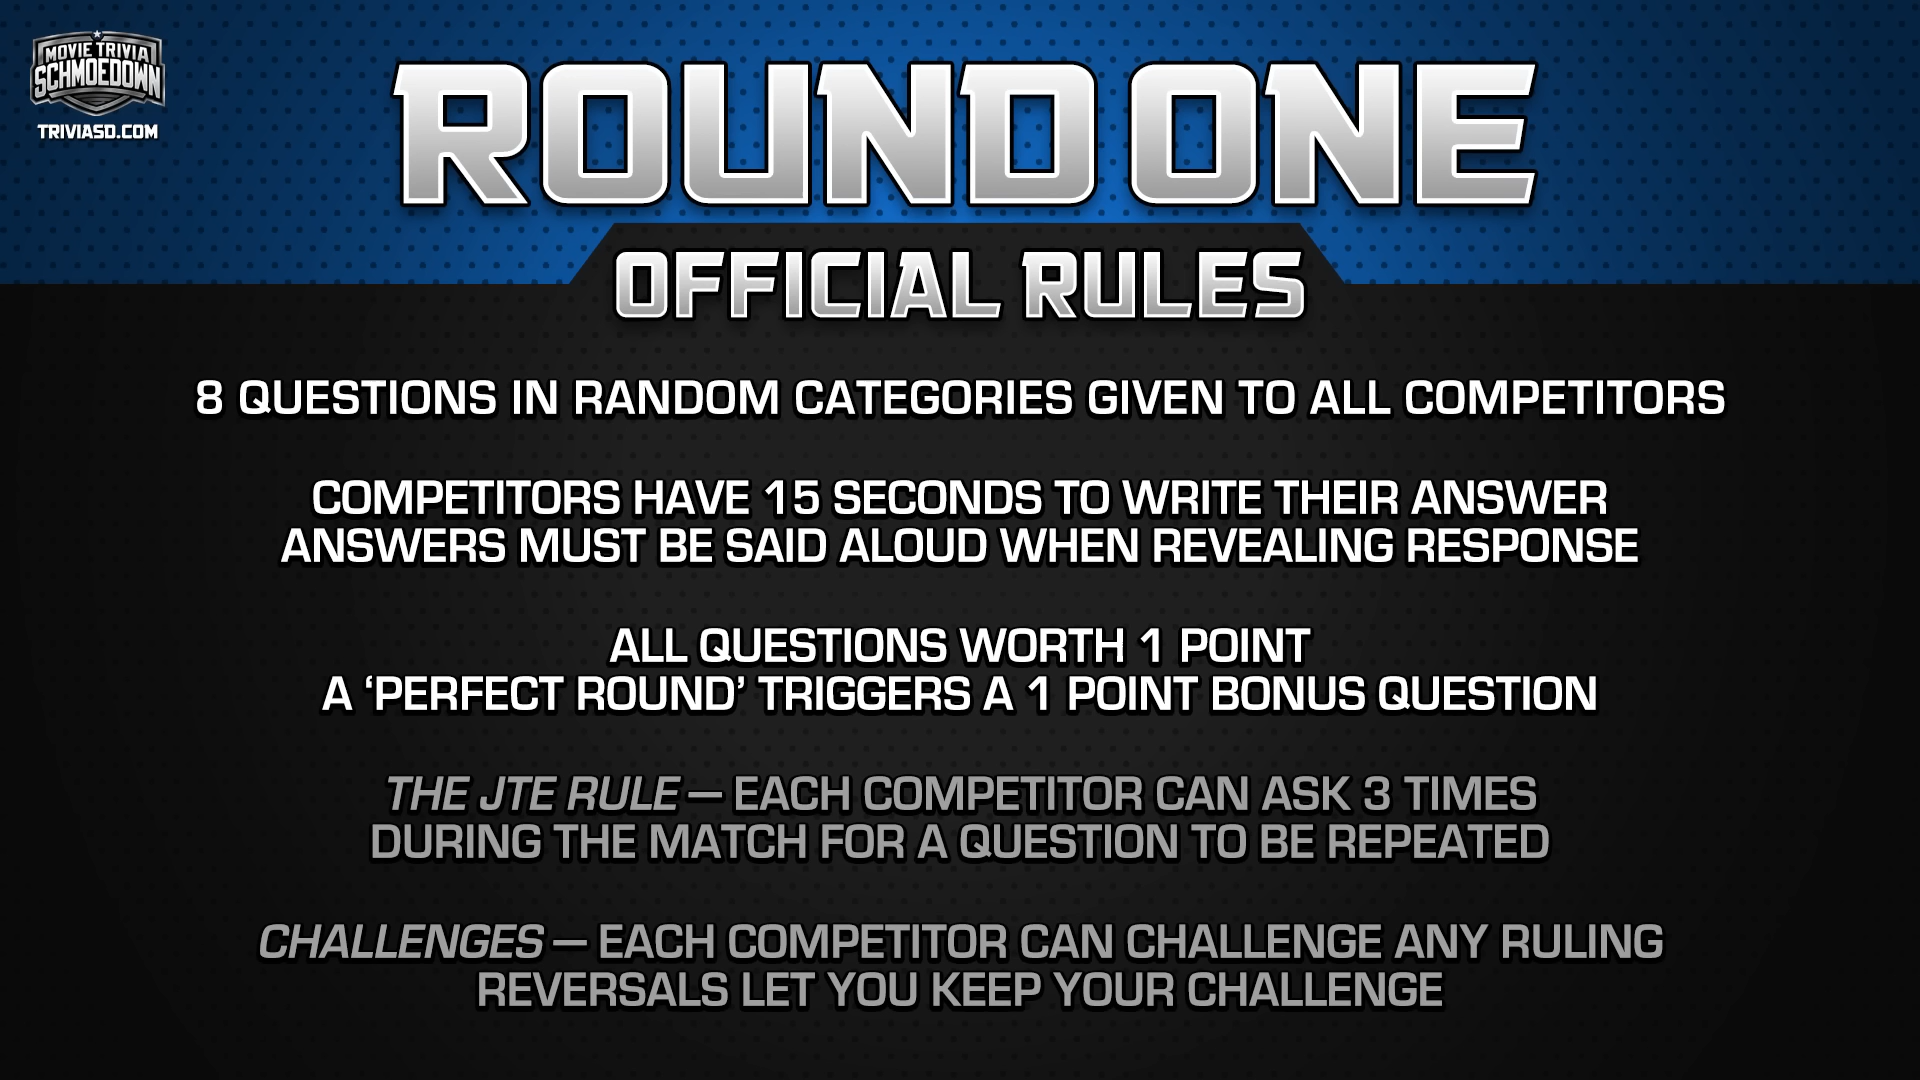 MOVIE TRIVIA
SCHMOEDOWN
TRIVIASD.COM
ROUND ONE
OFFICIAL RULES
8 QUESTIONS IN RANDOM CATEGORIES GIVEN TO ALL COMPETITORS
COMPETITORS HAVE 15 SECONDS TO WRITE THEIR ANSWER
ANSWERS MUST BE SAID ALOUD WHEN REVEALING RESPONSE
ALL QUESTIONS WORTH 1 POINT
A ‘PERFECT ROUND’ TRIGGERS A 1 POINT BONUS QUESTION
THE JTE RULE — EACH COMPETITOR CAN ASK 3 TIMES
DURING THE MATCH FOR A QUESTION TO BE REPEATED
CHALLENGES — EACH COMPETITOR CAN CHALLENGE ANY RULING
REVERSALS LET YOU KEEP YOUR CHALLENGE